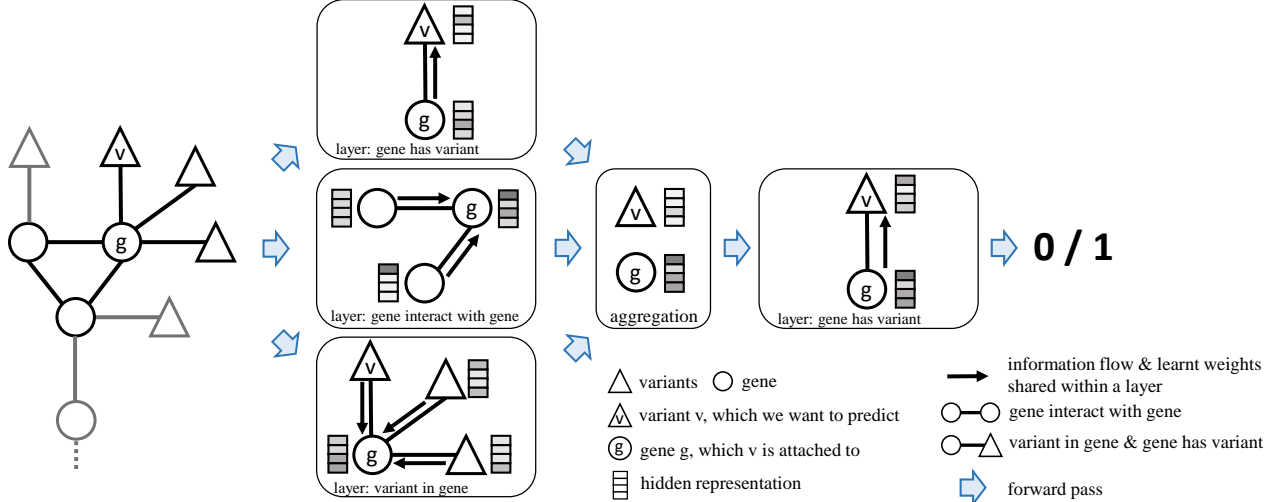 v
g
v
g
layer: gene has variant
g
layer: gene interact with gene
v
g
layer: variant in gene
v
g
aggregation
v
g
layer: gene has variant
0 / 1
variants
gene
v
variant v, which we want to predict
g
gene g, which v is attached to
hidden representation
information flow & learnt weights
shared within a layer
gene interact with gene
variant in gene & gene has variant
forward pass